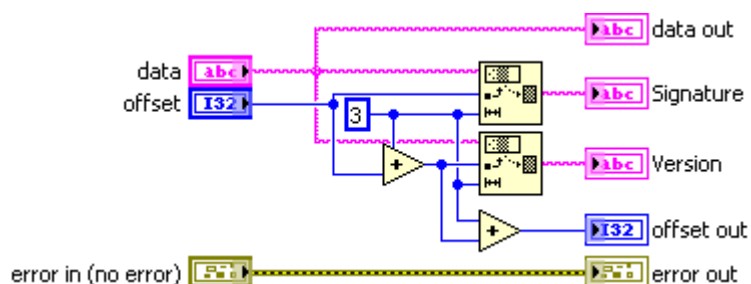 abc data out
data abc
offset I32
abc Signature
3
+
abc Version
+
I32 offset out
error in (no error)
error out